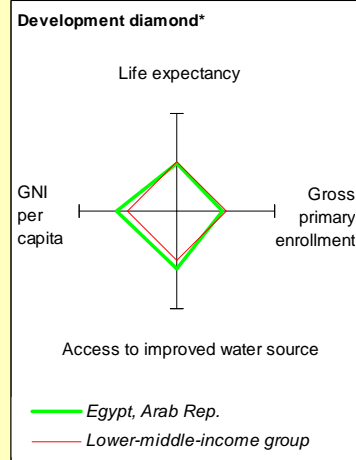 Development diamond*
Life expectancy
GNI
per
capita
Gross
primary
enrollment
Access to improved water source
Egypt, Arab Rep.
Lower-middle-income group